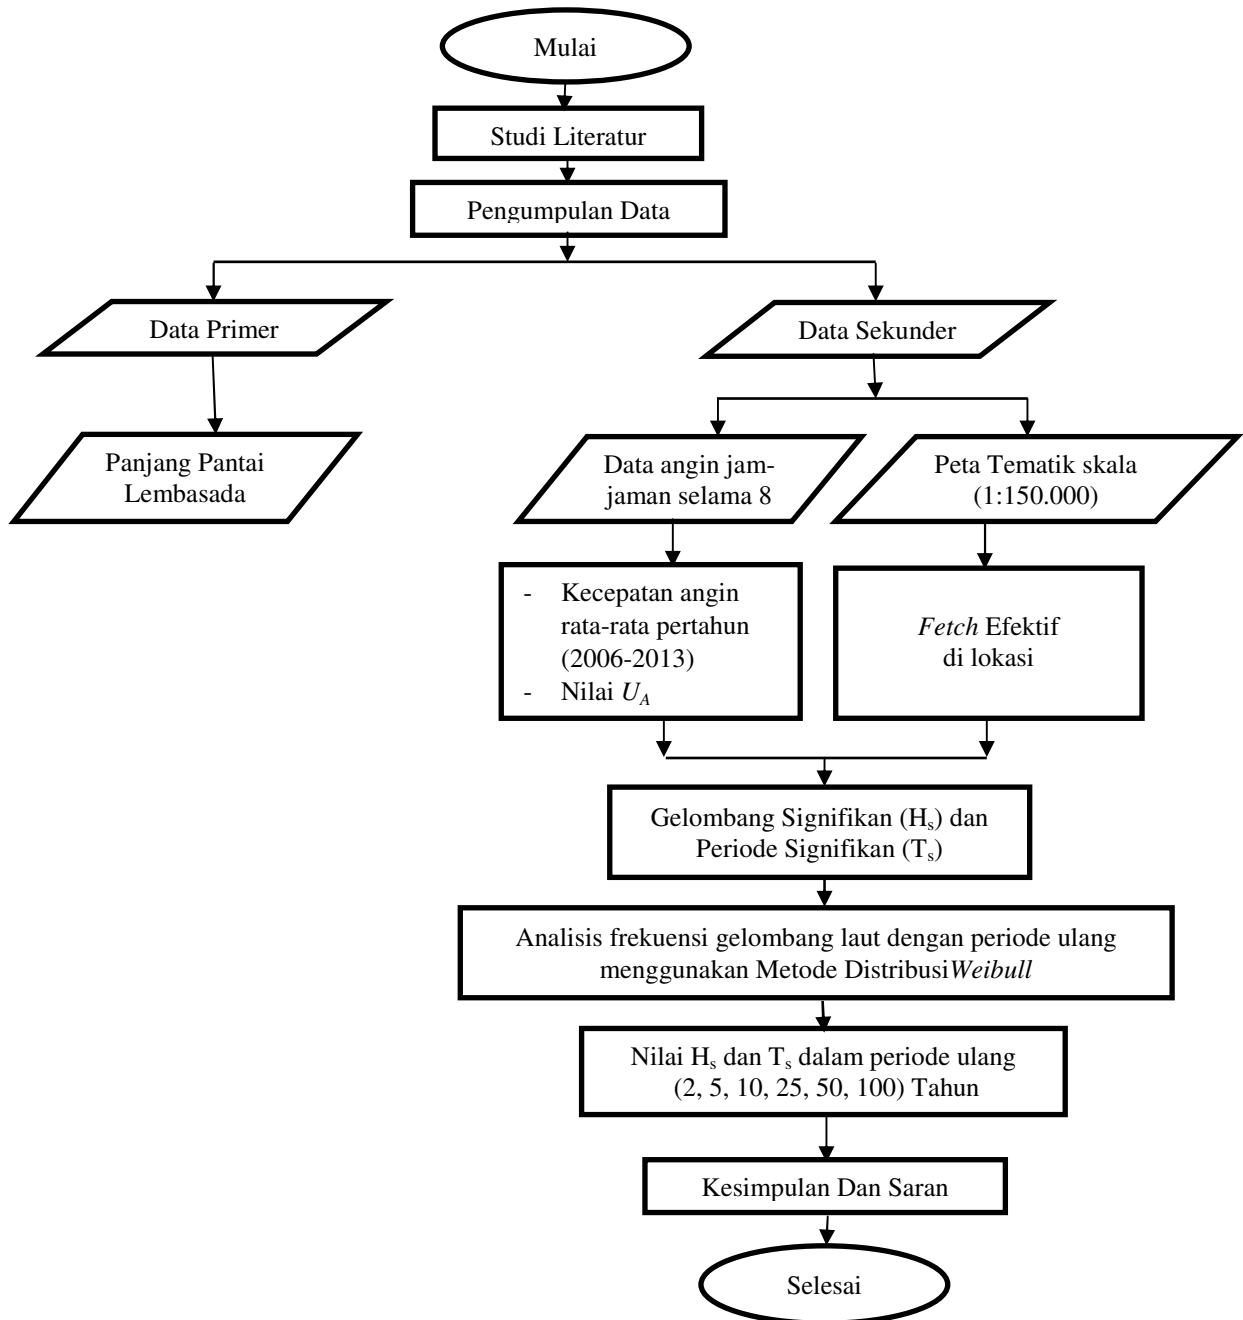 Mulai
Studi Literatur
Pengumpulan Data
Data Primer
Data Sekunder
Panjang Pantai
Lembasada
Data angin jam-
jaman selama 8
Peta Tematik skala
(1:150.000)
- Kecepatan angin
rata-rata pertahun
(2006-2013)
- Nilai U_A
Fetch Efektif
di lokasi
Gelombang Signifikan (H_s) dan
Periode Signifikan (T_s)
Analisis frekuensi gelombang laut dengan periode ulang
menggunakan Metode DistribusiWeibull
Nilai H_s dan T_s dalam periode ulang
(2, 5, 10, 25, 50, 100) Tahun
Kesimpulan Dan Saran
Selesai